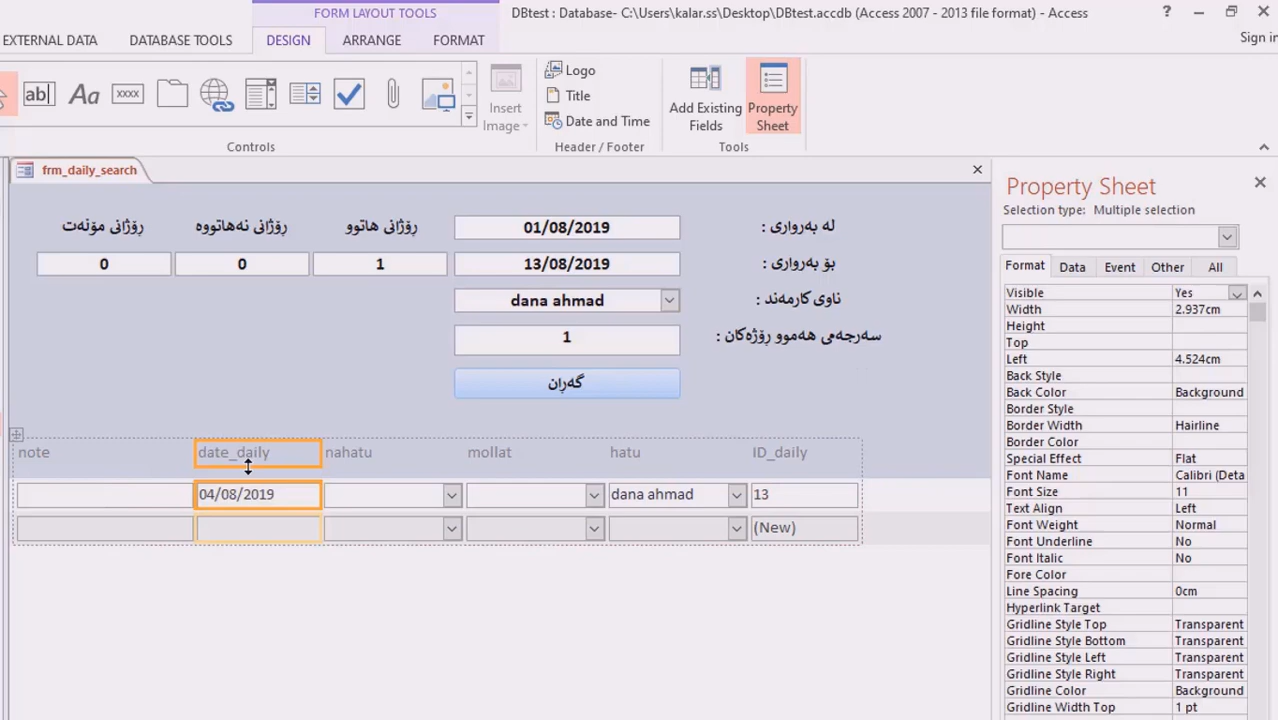 FORM LAYOUT TOOLS
DBtest : Database- C:\Users\kalar.ss\Desktop\DBtest.accdb (Access 2007 - 2013 file format) - Access
?
EXTERNAL DATA
DATABASE TOOLS
DESIGN
ARRANGE
FORMAT
Sign in
ab|
Aa
xxxx
Insert
Image
Logo
Title
Date and Time
Add Existing
Fields
Property
Sheet
Controls
Header / Footer
Tools
frm_daily_search
لە بەرواری :
01/08/2019
ڕۆژانی هاتوو
ڕۆژانی نەهاتووە
ڕۆژانی مۆنەت
بۆ بەرواری :
13/08/2019
1
0
0
ناوی کارمەند :
dana ahmad
سەرجەمی هەموو ڕۆژەکان :
1
گەڕان
note
date_daily
nahatu
mollat
hatu
ID_daily
04/08/2019
dana ahmad
13
(New)
Property Sheet
Selection type: Multiple selection
Format
Data
Event
Other
All
Visible Yes
Width 2.937cm
Height
Top
Left 4.524cm
Back Style
Back Color Background
Border Style
Border Width Hairline
Border Color
Special Effect Flat
Font Name Calibri (Deta
Font Size 11
Text Align Left
Font Weight Normal
Font Underline No
Font Italic No
Fore Color
Line Spacing 0cm
Hyperlink Target
Gridline Style Top Transparent
Gridline Style Bottom Transparent
Gridline Style Left Transparent
Gridline Style Right Transparent
Gridline Color Background
Gridline Width Top 1 pt